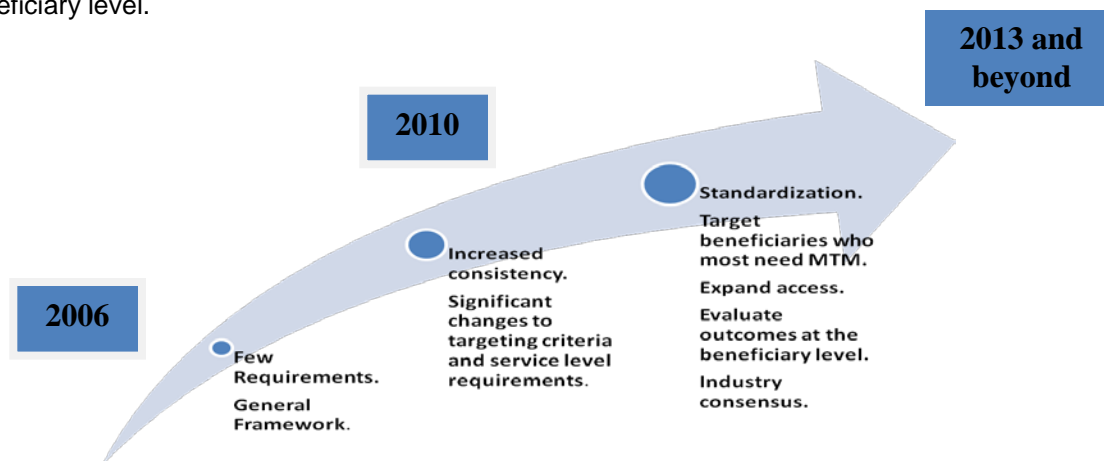 eficiary level.
2013 and
beyond
2010
2006
Few
Requirements.
General
Framework.
Increased
consistency.
Significant
changes to
targeting criteria
and service level
requirements.
Standardization.
Target
beneficiaries who
most need MTM.
Expand access.
Evaluate
outcomes at the
beneficiary level.
Industry
consensus.